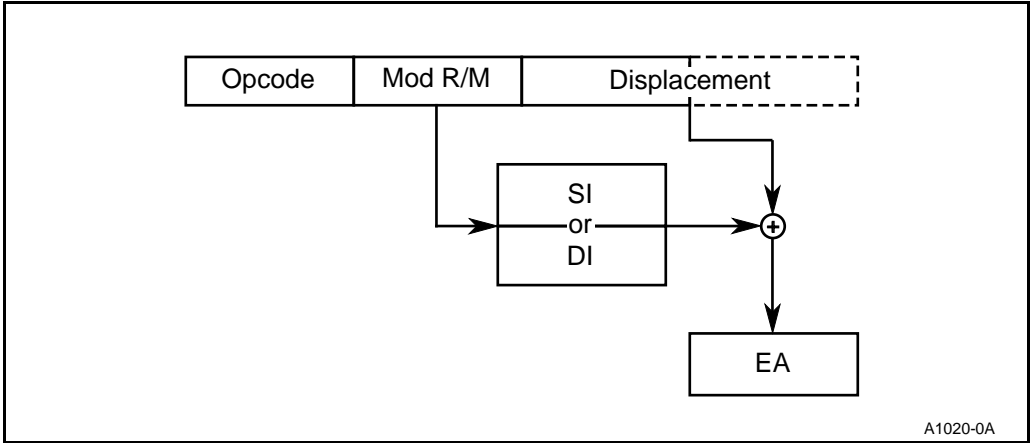 Opcode Mod R/M Displacement
SI
or
DI
+
EA
A1020-0A